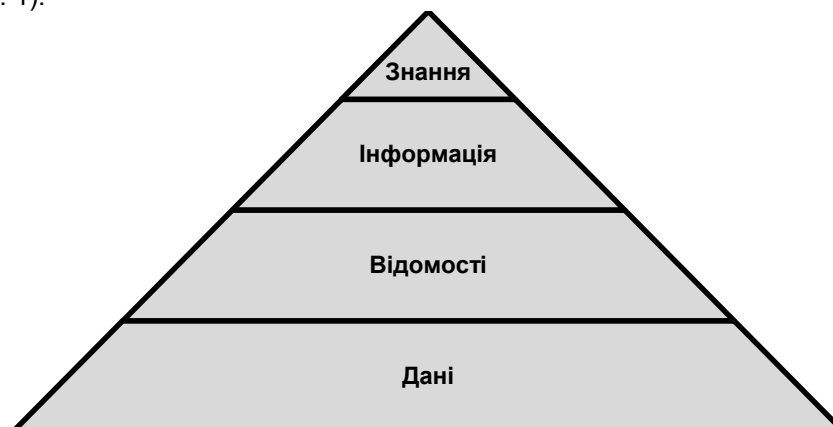 . 1).
Знання
Інформація
Відомості
Дані